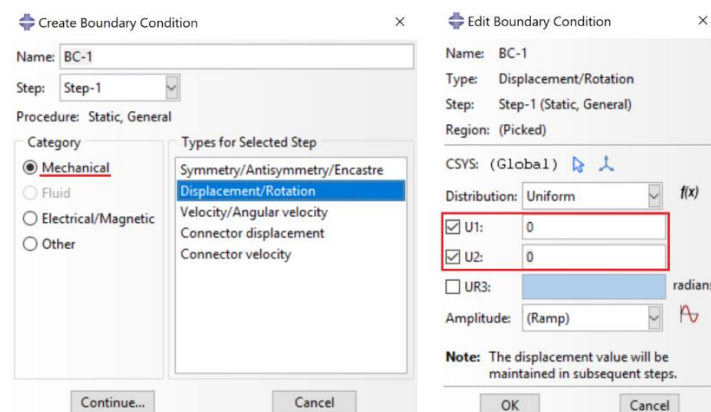 Create Boundary Condition
Name: BC-1
Step: Step-1
Procedure: Static, General
Category
Mechanical
Fluid
Electrical/Magnetic
Other
Types for Selected Step
Symmetry/Antisymmetry/Encastre
Displacement/Rotation
Velocity/Angular velocity
Connector displacement
Connector velocity
Continue...
Cancel
Edit Boundary Condition
Name: BC-1
Type: Displacement/Rotation
Step: Step-1 (Static, General)
Region: (Picked)
CSYS: (Global)
Distribution: Uniform f(x)
U1: 0
U2: 0
UR3: radians
Amplitude: (Ramp)
Note: The displacement value will be
maintained in subsequent steps.
OK
Cancel